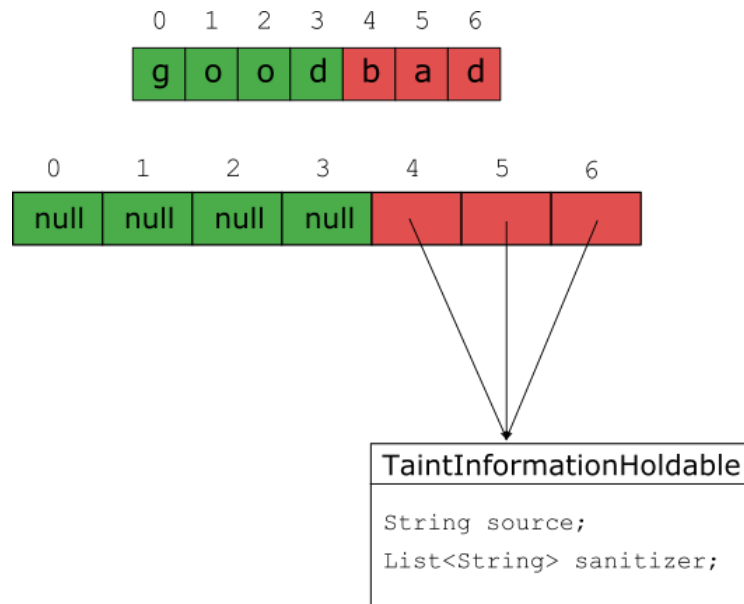 0 1 2 3 4 5 6
g o o d b a d
0 1 2 3 4 5 6
null null null null
TaintInformationHoldable
String source;
List<String> sanitizer;